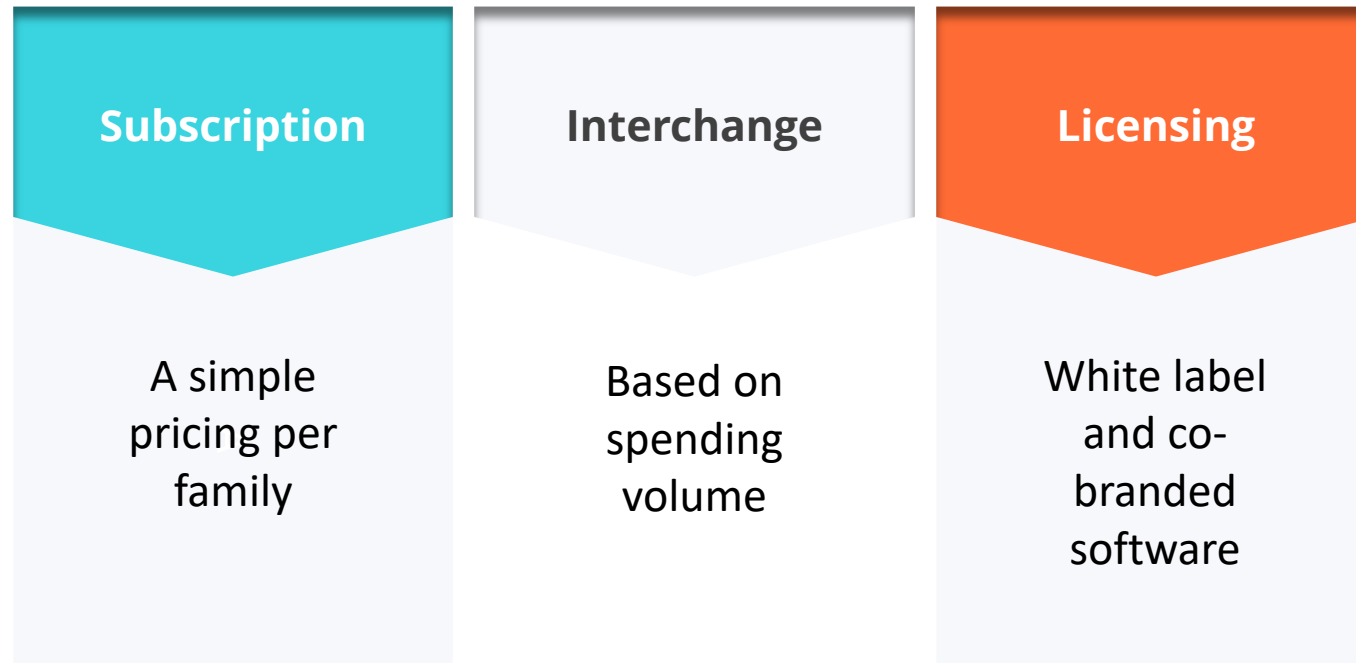 Subscription
A simple
pricing per
family
Interchange
Based on
spending
volume
Licensing
White label
and co-
branded
software